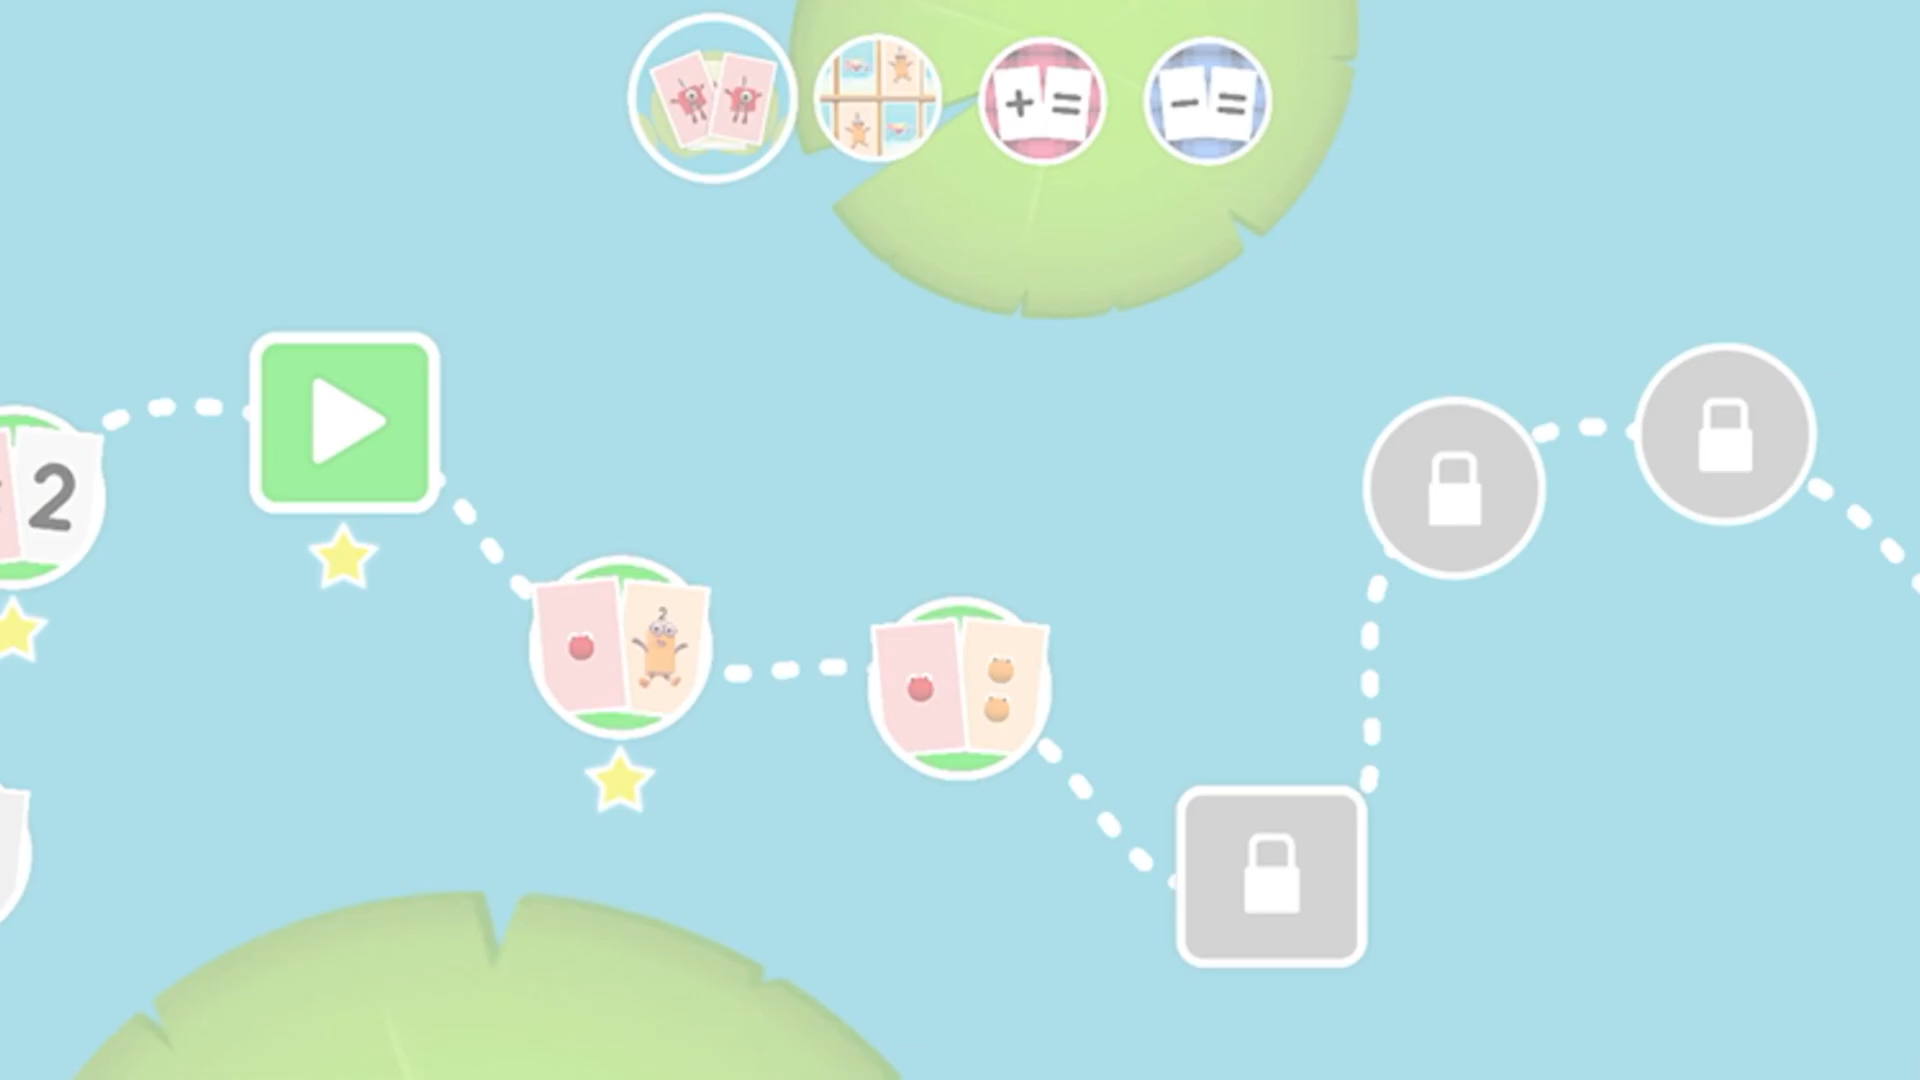 + =
- =
2
2